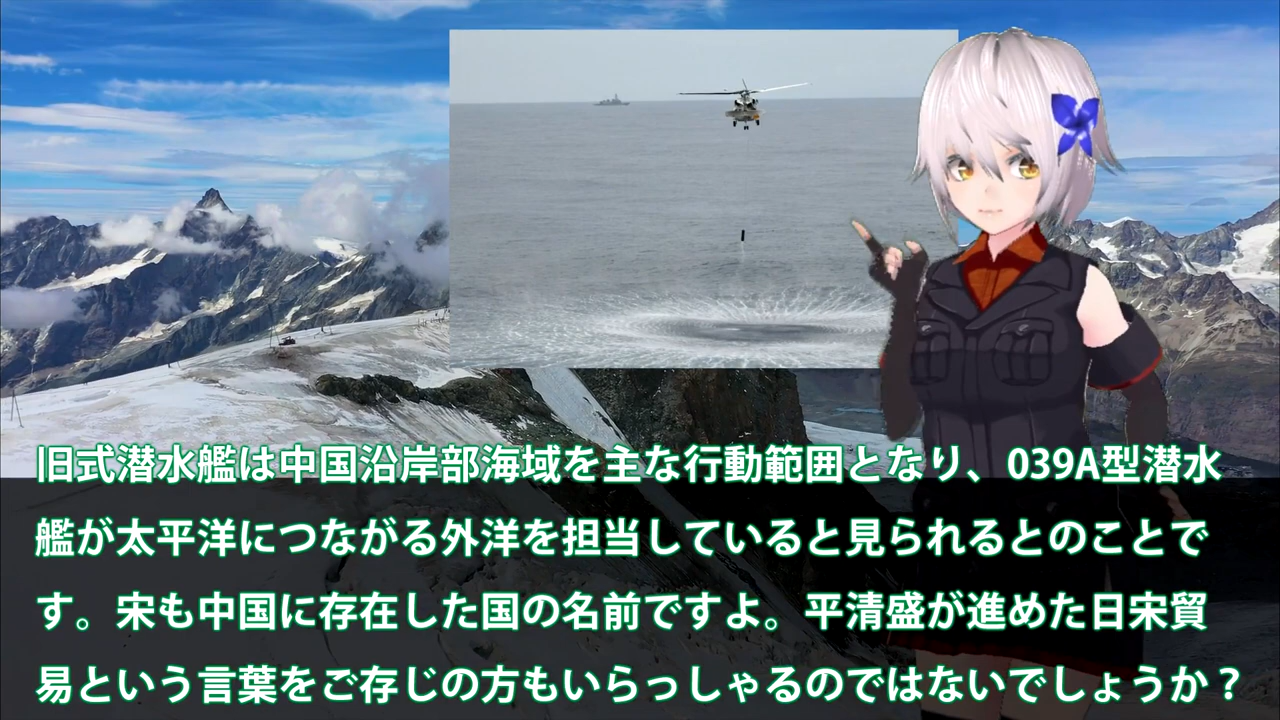 旧式潜水艦は中国沿岸部海域を主な行動範囲となり、039A型潜水
艦が太平洋につながる外洋を担当していると見られるとのことで
す。宋も中国に存在した国の名前ですよ。平清盛が進めた日宋貿
易という言葉をご存じの方もいらっしゃるのではないでしょうか？